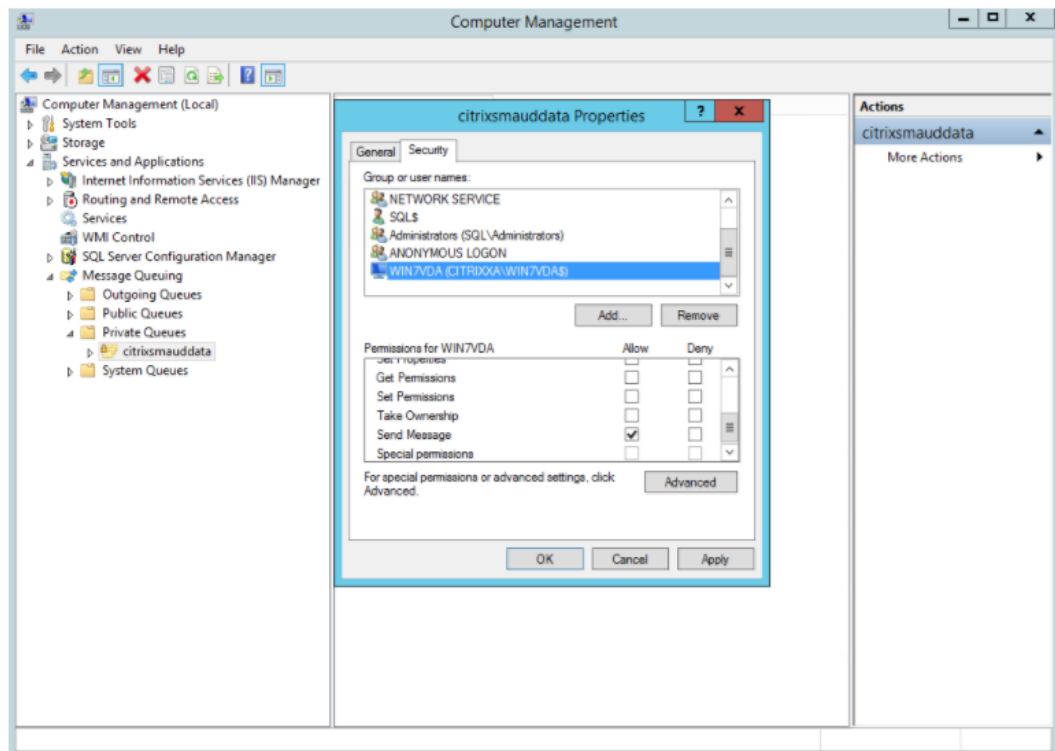 Computer Management
File Action View Help
Computer Management (Local)
System Tools
Storage
Services and Applications
Internet Information Services (IIS) Manager
Routing and Remote Access
Services
WMI Control
SQL Server Configuration Manager
Message Queuing
Outgoing Queues
Public Queues
Private Queues
citrixsmauddata
System Queues
citrixsmauddata Properties
? x
General Security
Group or user names:
NETWORK SERVICE
SQL$
Administrators (SQL\Administrators)
ANONYMOUS LOGON
WIN7VDA (CITRIXXA\WIN7VDA$)
Add... Remove
Permissions for WIN7VDA Allow Deny
Set Properties
Get Permissions
Set Permissions
Take Ownership
Send Message
Special permissions
For special permissions or advanced settings, click
Advanced.
Advanced
OK Cancel Apply
Actions
citrixsmauddata
More Actions